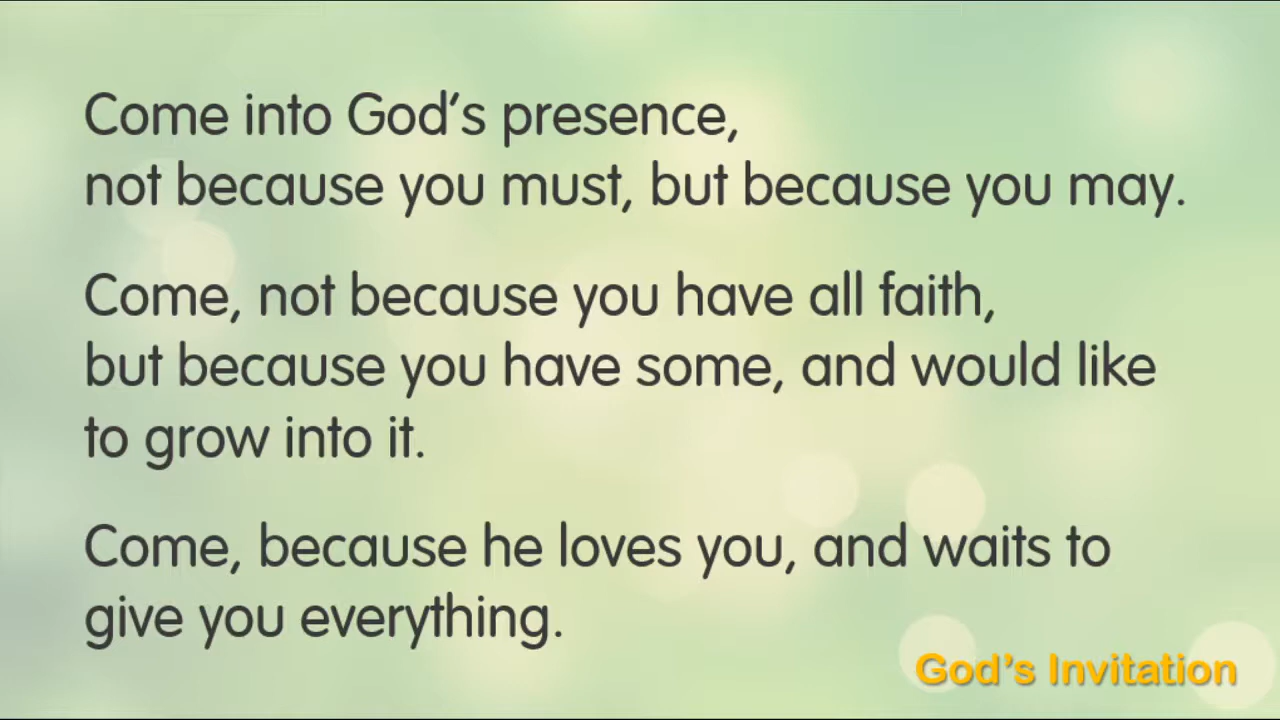 Come into God’s presence,
not because you must, but because you may.
Come, not because you have all faith,
but because you have some, and would like
to grow into it.
Come, because he loves you, and waits to
give you everything.
God’s Invitation